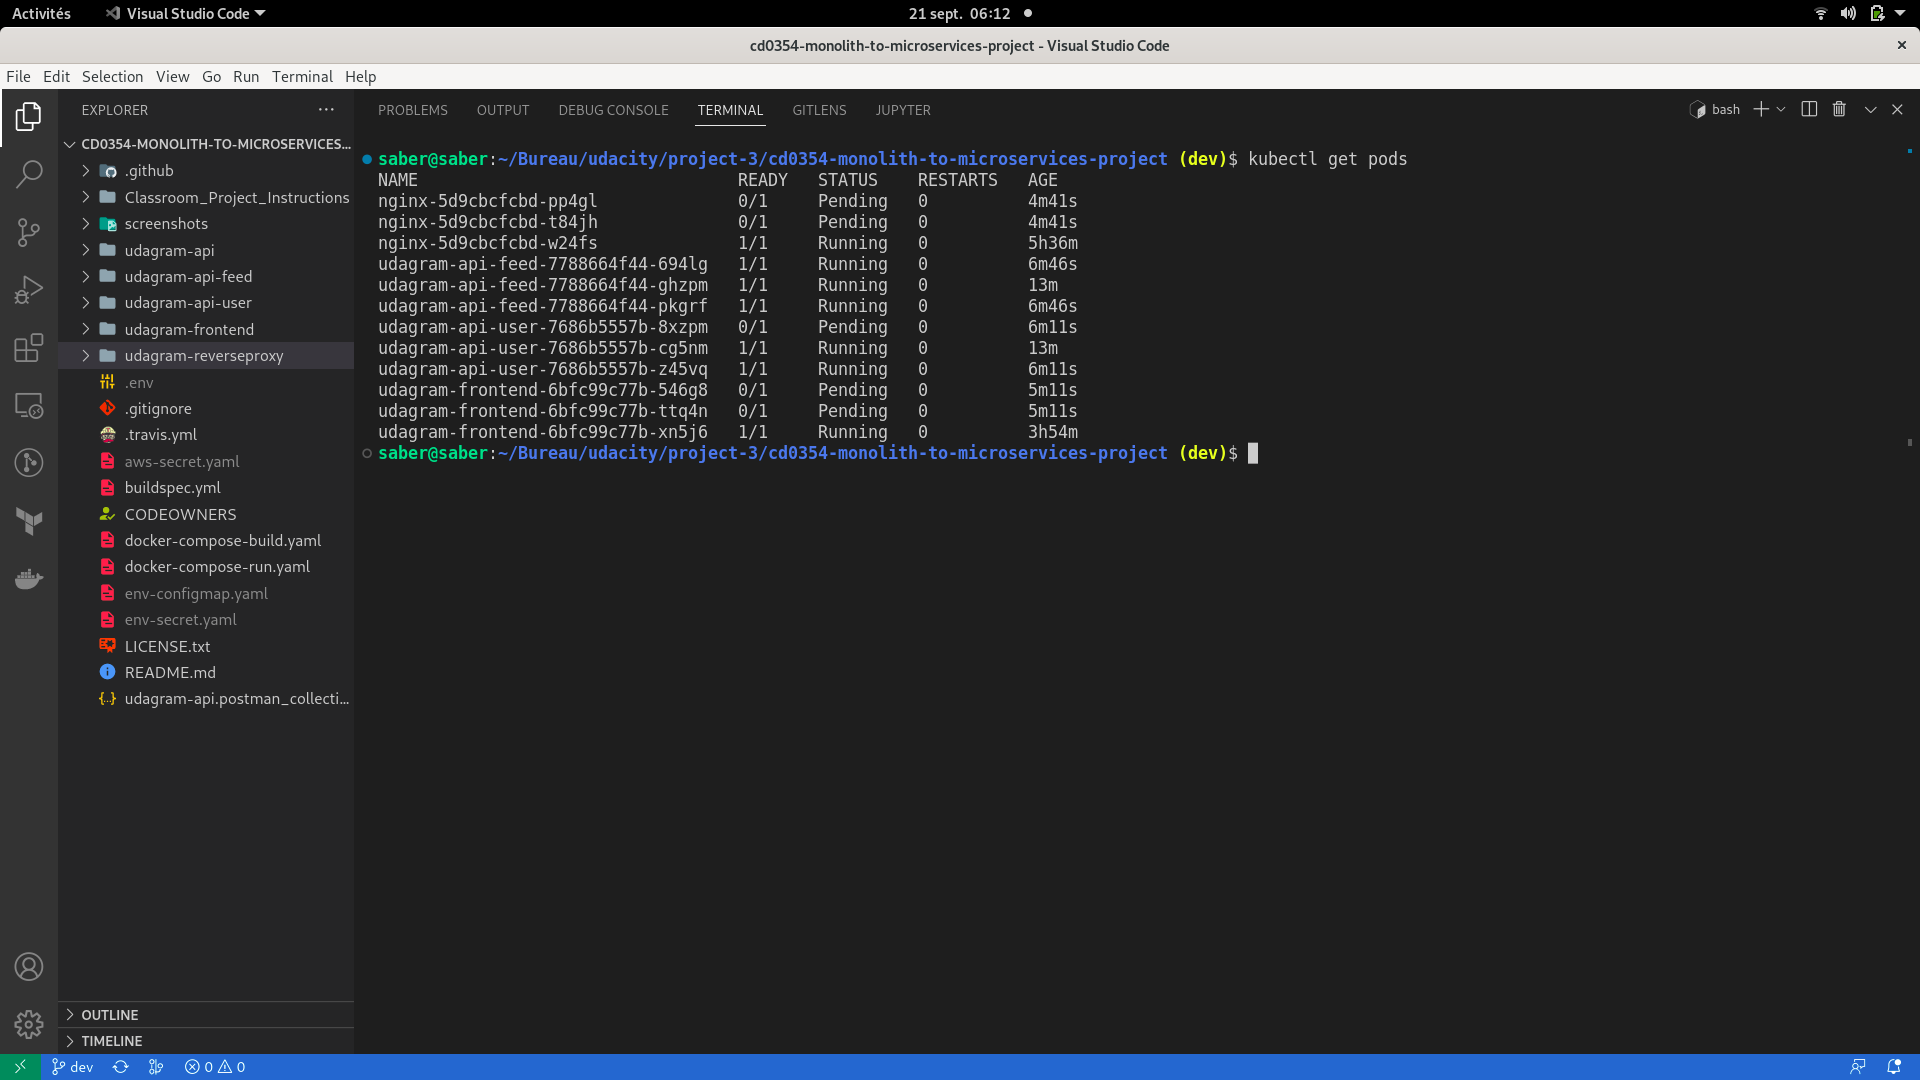 Activités
Visual Studio Code
21 sept. 06:12
cd0354-monolith-to-microservices-project - Visual Studio Code
File Edit Selection View Go Run Terminal Help
EXPLORER
PROBLEMS OUTPUT DEBUG CONSOLE TERMINAL GITLENS JUPYTER
bash
CD0354-MONOLITH-TO-MICROSERVICES...
.github
Classroom_Project_Instructions
screenshots
udagram-api
udagram-api-feed
udagram-api-user
udagram-frontend
udagram-reverseproxy
.env
.gitignore
.travis.yml
aws-secret.yaml
buildspec.yml
CODEOWNERS
docker-compose-build.yaml
docker-compose-run.yaml
env-configmap.yaml
env-secret.yaml
LICENSE.txt
README.md
udagram-api.postman_collecti...
OUTLINE
TIMELINE
saber@saber:~/Bureau/udacity/project-3/cd0354-monolith-to-microservices-project (dev)$ kubectl get pods
NAME READY STATUS RESTARTS AGE
nginx-5d9cbcfcbd-pp4gl 0/1 Pending 0 4m41s
nginx-5d9cbcfcbd-t84jh 0/1 Pending 0 4m41s
nginx-5d9cbcfcbd-w24fs 1/1 Running 0 5h36m
udagram-api-feed-7788664f44-694lg 1/1 Running 0 6m46s
udagram-api-feed-7788664f44-ghzpm 1/1 Running 0 13m
udagram-api-feed-7788664f44-pkgrf 1/1 Running 0 6m46s
udagram-api-user-7686b5557b-8xzpm 0/1 Pending 0 6m11s
udagram-api-user-7686b5557b-cg5nm 1/1 Running 0 13m
udagram-api-user-7686b5557b-z45vq 1/1 Running 0 6m11s
udagram-frontend-6bfc99c77b-546g8 0/1 Pending 0 5m11s
udagram-frontend-6bfc99c77b-ttq4n 0/1 Pending 0 5m11s
udagram-frontend-6bfc99c77b-xn5j6 1/1 Running 0 3h54m
saber@saber:~/Bureau/udacity/project-3/cd0354-monolith-to-microservices-project (dev)$
dev 0 0